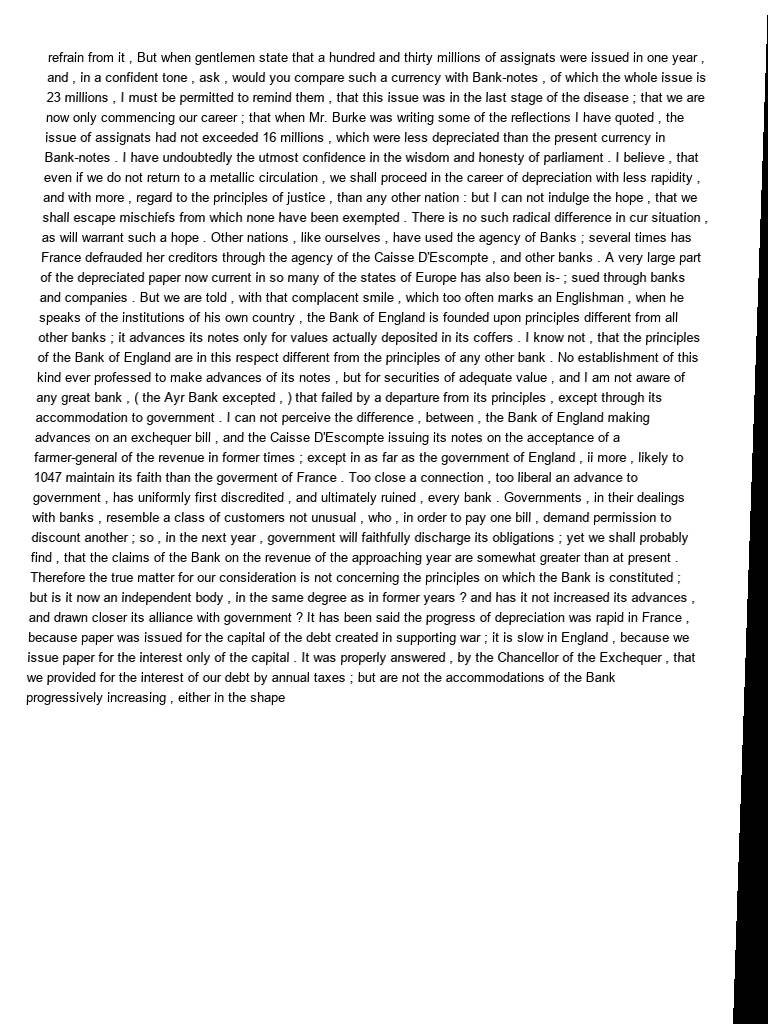 refrain from it , But when gentlemen state that a hundred and thirty millions of assignats were issued in one year ,
and , in a confident tone , ask , would you compare such a currency with Bank-notes , of which the whole issue is
23 millions , I must be permitted to remind them , that this issue was in the last stage of the disease ; that we are
now only commencing our career ; that when Mr. Burke was writing some of the reflections I have quoted , the
issue of assignats had not exceeded 16 millions , which were less depreciated than the present currency in
Bank-notes . I have undoubtedly the utmost confidence in the wisdom and honesty of parliament . I believe , that
even if we do not return to a metallic circulation , we shall proceed in the career of depreciation with less rapidity ,
and with more , regard to the principles of justice , than any other nation : but I can not indulge the hope , that we
shall escape mischiefs from which none have been exempted . There is no such radical difference in cur situation ,
as will warrant such a hope . Other nations , like ourselves , have used the agency of Banks ; several times has
France defrauded her creditors through the agency of the Caisse D'Escompte , and other banks . A very large part
of the depreciated paper now current in so many of the states of Europe has also been is- ; sued through banks
and companies . But we are told , with that complacent smile , which too often marks an Englishman , when he
speaks of the institutions of his own country , the Bank of England is founded upon principles different from all
other banks ; it advances its notes only for values actually deposited in its coffers . I know not , that the principles
of the Bank of England are in this respect different from the principles of any other bank . No establishment of this
kind ever professed to make advances of its notes , but for securities of adequate value , and I am not aware of
any great bank , ( the Ayr Bank excepted , ) that failed by a departure from its principles , except through its
accommodation to government . I can not perceive the difference , between , the Bank of England making
advances on an exchequer bill , and the Caisse D'Escompte issuing its notes on the acceptance of a
farmer-general of the revenue in former times ; except in as far as the government of England , ii more , likely to
1047 maintain its faith than the goverment of France . Too close a connection , too liberal an advance to
government , has uniformly first discredited , and ultimately ruined , every bank . Governments , in their dealings
with banks , resemble a class of customers not unusual , who , in order to pay one bill , demand permission to
discount another ; so , in the next year , government will faithfully discharge its obligations ; yet we shall probably
find , that the claims of the Bank on the revenue of the approaching year are somewhat greater than at present .
Therefore the true matter for our consideration is not concerning the principles on which the Bank is constituted ;
but is it now an independent body , in the same degree as in former years ? and has it not increased its advances ,
and drawn closer its alliance with government ? It has been said the progress of depreciation was rapid in France ,
because paper was issued for the capital of the debt created in supporting war ; it is slow in England , because we
issue paper for the interest only of the capital . It was properly answered , by the Chancellor of the Exchequer , that
we provided for the interest of our debt by annual taxes ; but are not the accommodations of the Bank
progressively increasing , either in the shape